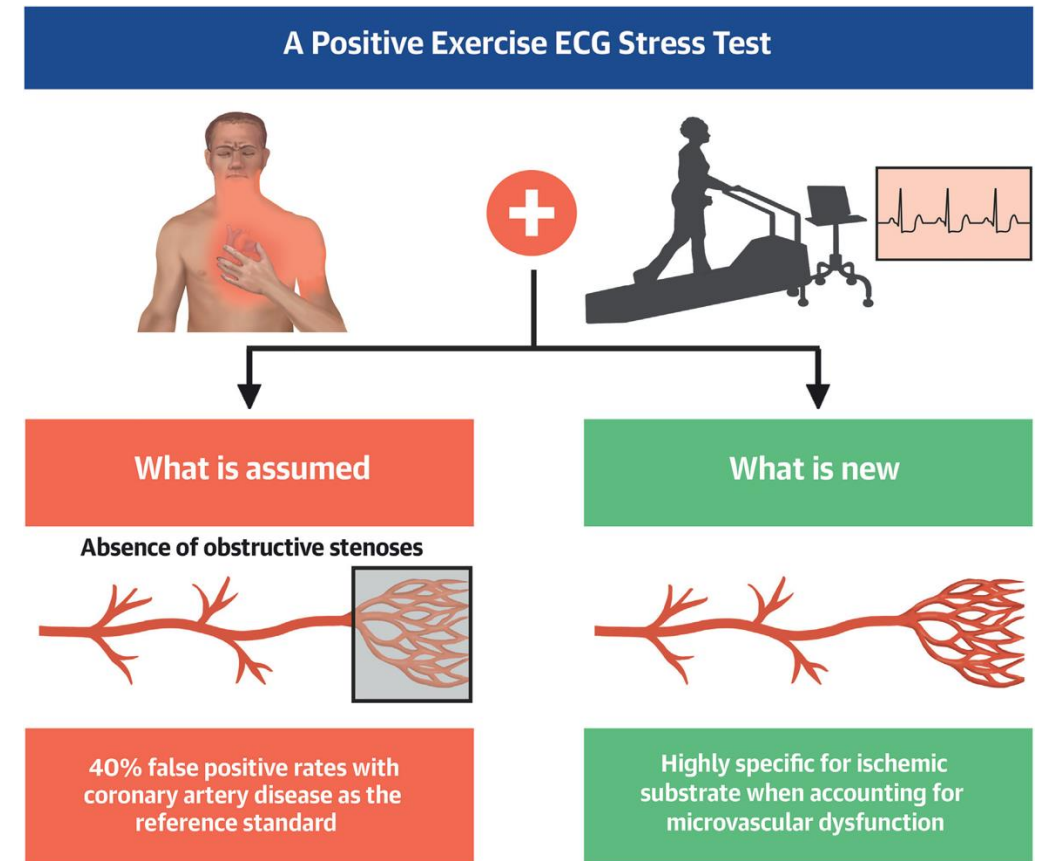 A Positive Exercise ECG Stress Test
What is assumed
Absence of obstructive stenoses
40% false positive rates with
coronary artery disease as the
reference standard
What is new
Highly specific for ischemic
substrate when accounting for
microvascular dysfunction